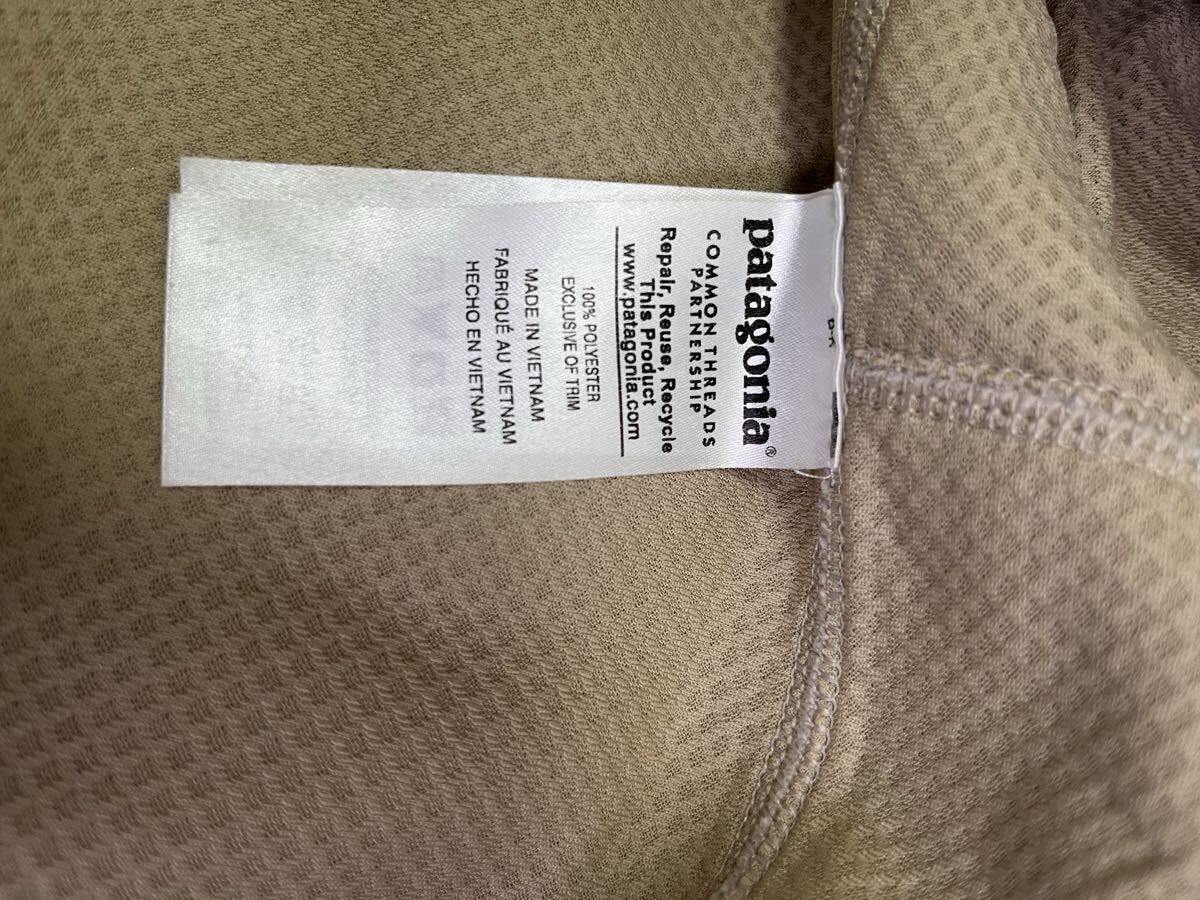 patagonia®
COMMON THREADS
PARTNERSHIP
Repair, Reuse, Recycle
This Product
www.patagonia.com
100% POLYESTER
EXCLUSIVE OF TRIM
MADE IN VIETNAM
FABRIQUÉ AU VIETNAM
HECHO EN VIETNAM